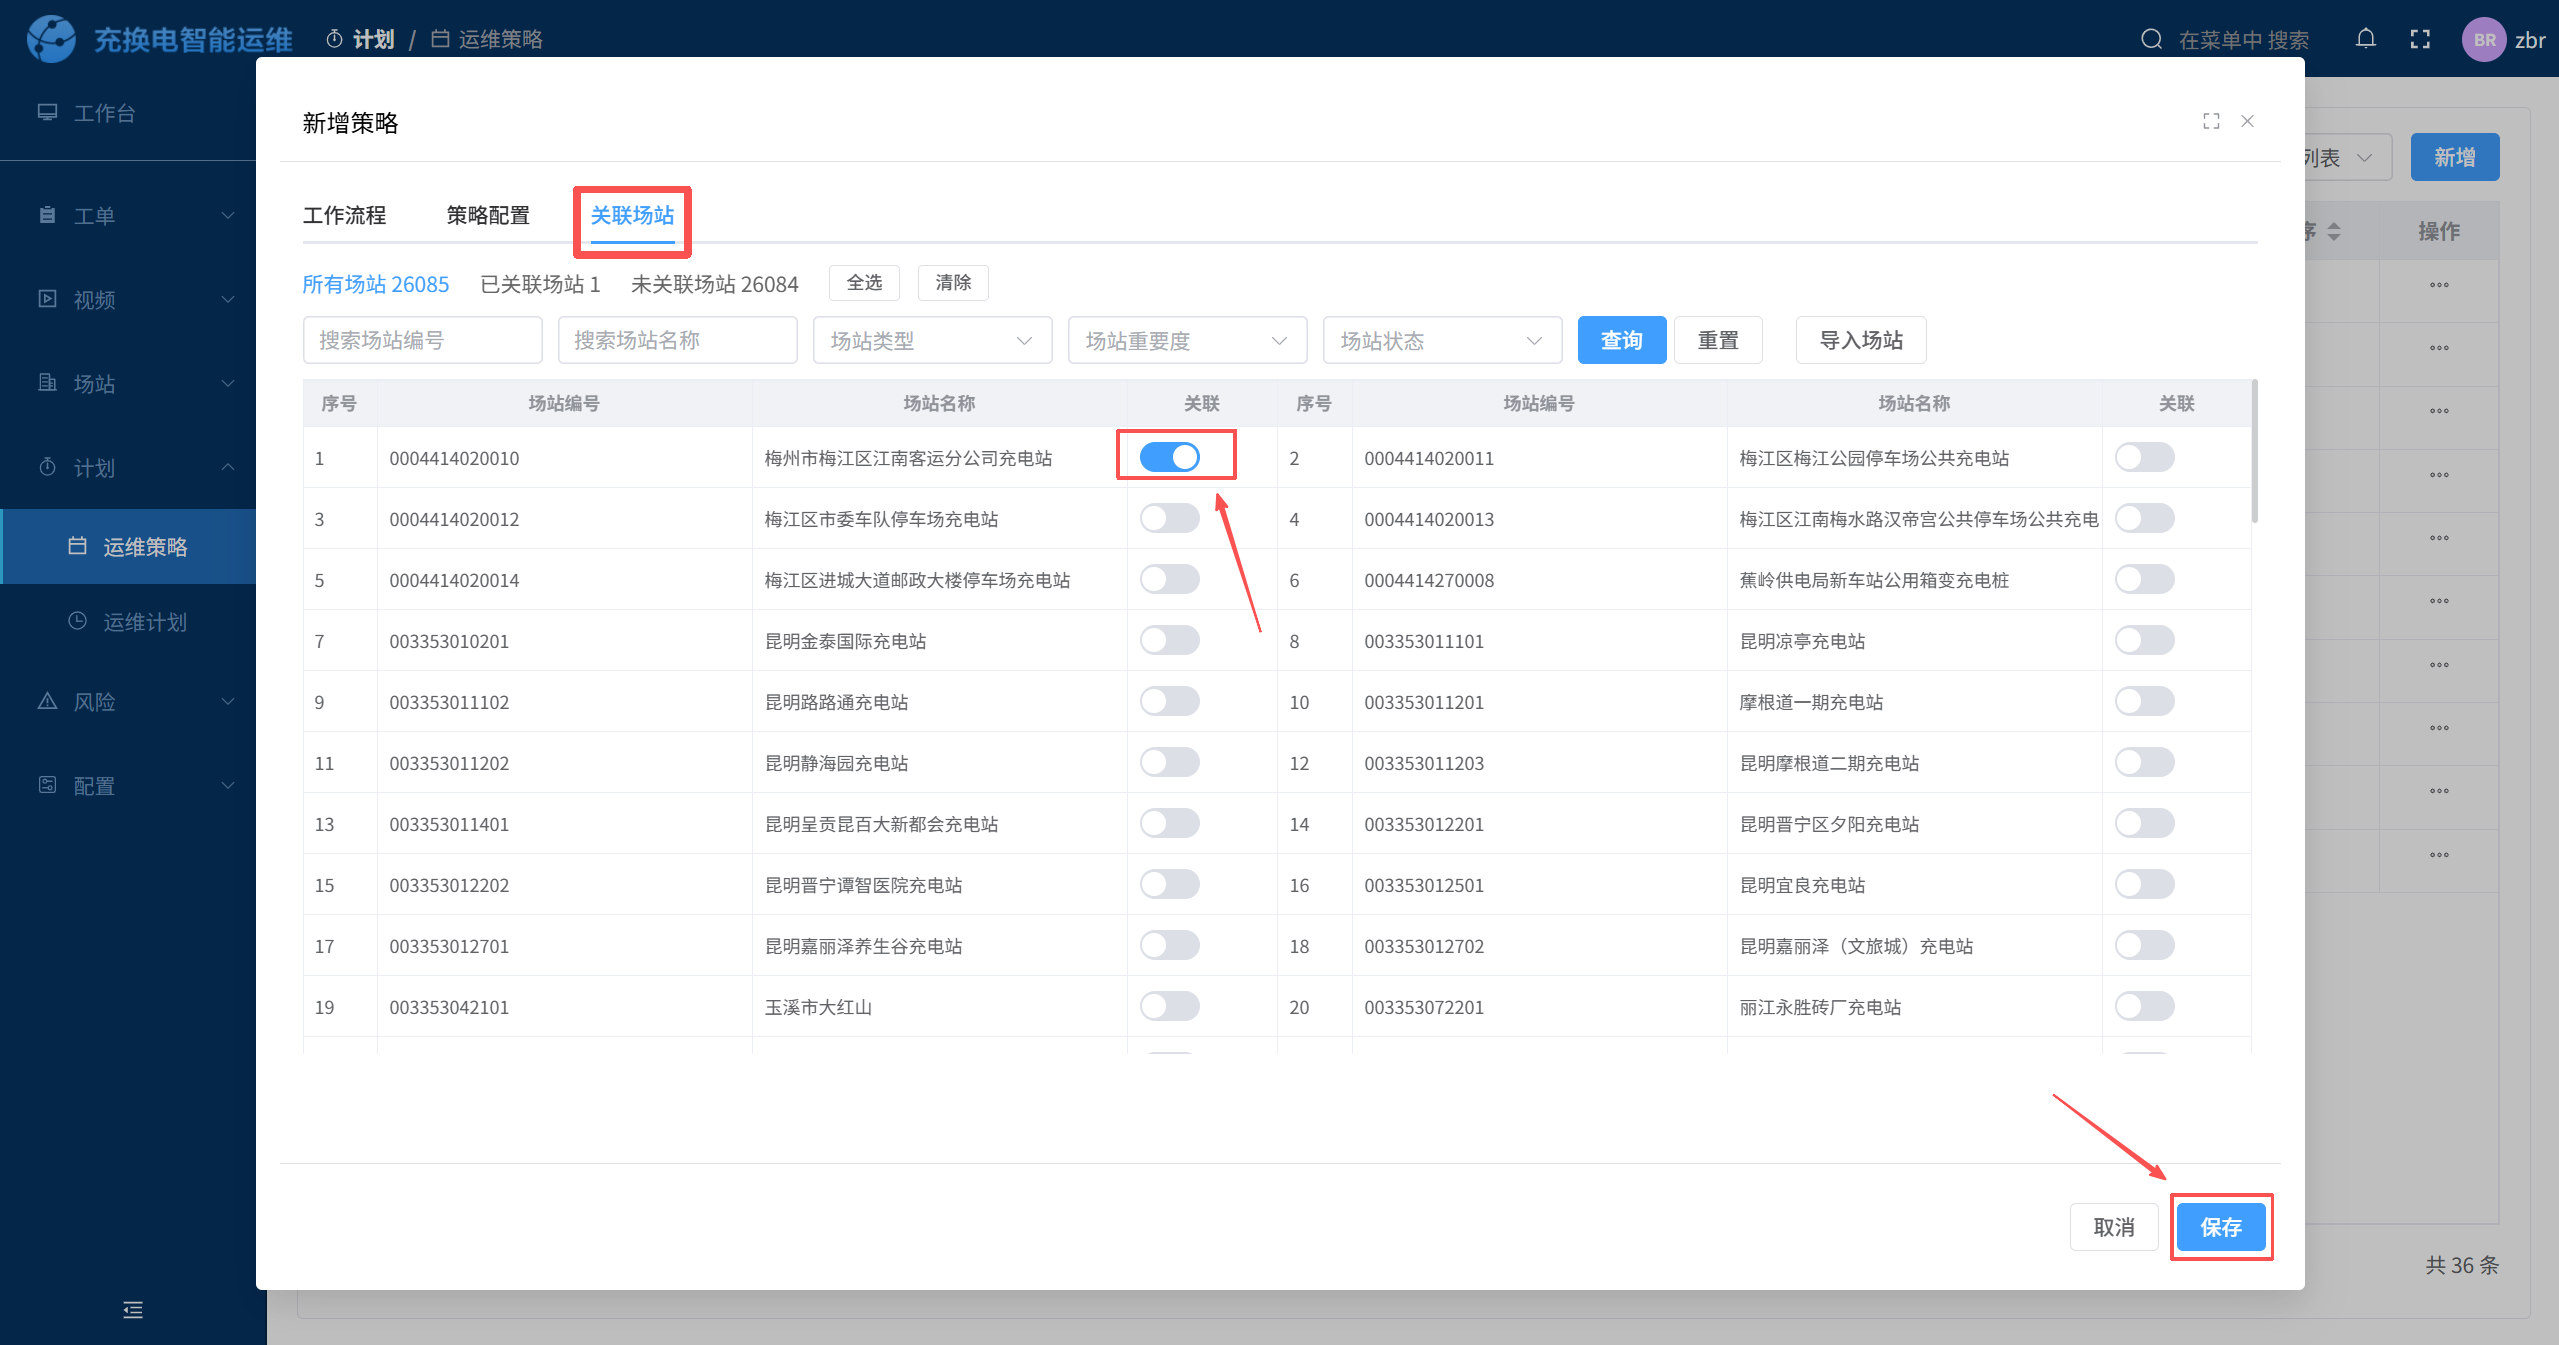 充换电智能运维 计划 / 运维策略 在菜单中 搜索 BR zbr
工作台
工单
视频
场站
计划
运维策略
运维计划
风险
配置
新增策略
列表 新增
工作流程 策略配置 关联场站
序 操作
所有场站 26085 已关联场站 1 未关联场站 26084 全选 清除
搜索场站编号 搜索场站名称 场站类型 场站重要度 场站状态 查询 重置 导入场站
序号 场站编号 场站名称 关联 序号 场站编号 场站名称 关联
1 0004414020010 梅州市梅江区江南客运分公司充电站 2 0004414020011 梅江区梅江公园停车场公共充电站
3 0004414020012 梅江区市委车队停车场充电站 4 0004414020013 梅江区江南梅水路汉帝宫公共停车场公共充电
5 0004414020014 梅江区进城大道邮政大楼停车场充电站 6 0004414270008 蕉岭供电局新车站公用箱变充电桩
7 003353010201 昆明金泰国际充电站 8 003353011101 昆明凉亭充电站
9 003353011102 昆明路路通充电站 10 003353011201 摩根道一期充电站
11 003353011202 昆明静海园充电站 12 003353011203 昆明摩根道二期充电站
13 003353011401 昆明呈贡昆百大新都会充电站 14 003353012201 昆明晋宁区夕阳充电站
15 003353012202 昆明晋宁谭智医院充电站 16 003353012501 昆明宜良充电站
17 003353012701 昆明嘉丽泽养生谷充电站 18 003353012702 昆明嘉丽泽（文旅城）充电站
19 003353042101 玉溪市大红山 20 003353072201 丽江永胜砖厂充电站
取消 保存
共 36 条